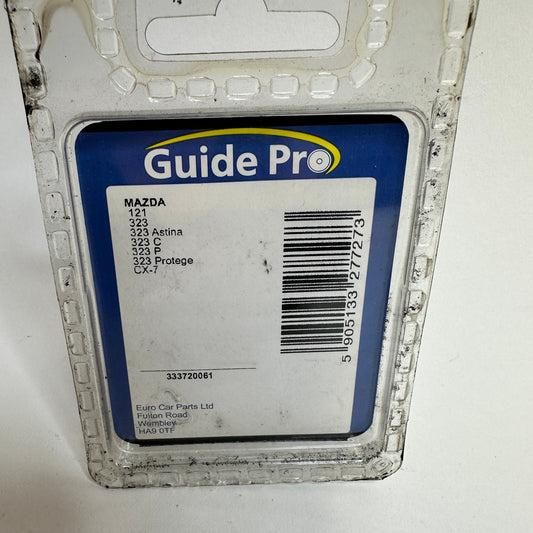 Guide Pro
MAZDA
121
323
323 Astina
323 C
323 P
323 Protege
CX-7
5 905133 277273
333720061
Euro Car Parts Ltd
Fulton Road
Wembley
HA9 0TF